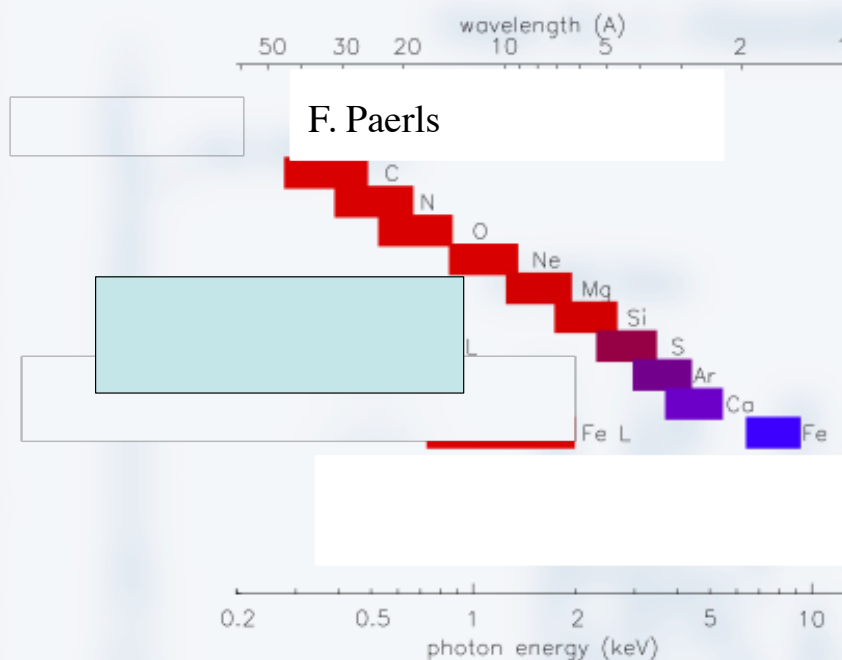 wavelength (A)
50 30 20 10 5 2
F. Paerls
C
N
O
Ne
Mg
Si
L S
Ar
Ca
Fe L Fe
0.2 0.5 1 2 5 10
photon energy (keV)